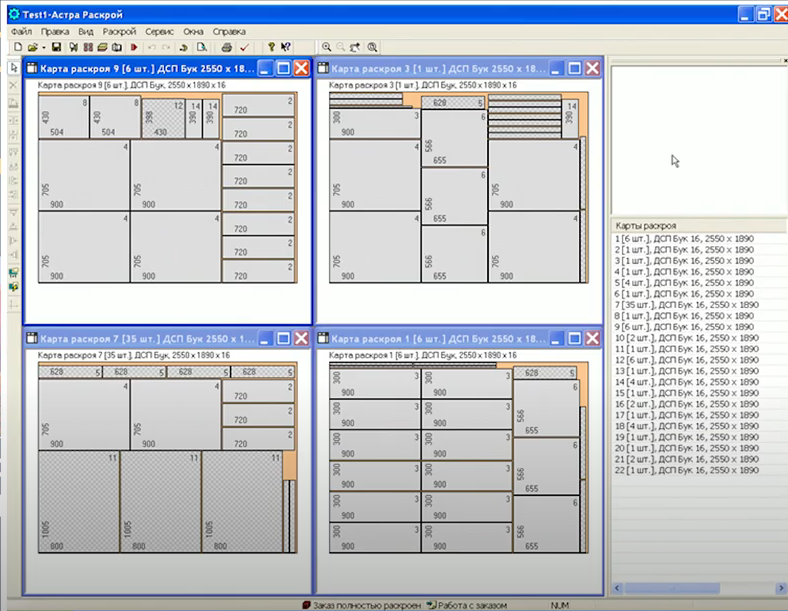 Test1-Астра Раскрой
Файл Правка Вид Раскрой Сервис Окна Справка
Карта раскроя 9 [6 шт.] ДСП Бук 2550 x 18...
Карта раскроя 9 [6 шт.], ДСП Бук, 2550 x 1890 x 16
8 8 12 14 14 2
430 430 398 390 390 720
504 504 430
2
720
4 4 2
720
705 705 2
900 900 720
4 4 2
720
2
720
705 705 2
900 900 720
2
720
Карта раскроя 3 [1 шт.] ДСП Бук 2550 x 18...
Карта раскроя 3 [1 шт.], ДСП Бук, 2550 x 1890 x 16
628 5 14
300 3 6 390
900
4 566 4
655
705 6 705
900 900
4 566 4
655
6
705 566 705
900 655 900
Карта раскроя 7 [35 шт.] ДСП Бук 2550 x 1...
Карта раскроя 7 [35 шт.], ДСП Бук, 2550 x 1890 x 16
628 5 628 5 628 5 628 5
4 4 2
720
2
705 705 720
2
900 900 720
11 11 11
1005 1005 1005
800 800 800
Карта раскроя 1 [6 шт.] ДСП Бук 2550 x 18...
Карта раскроя 1 [6 шт.], ДСП Бук, 2550 x 1890 x 16
300 3 300 3 628 5
900 900 6
300 3 300 3 566
900 900 655
300 3 300 3 6
900 900
300 3 300 3 566
900 900 655
300 3 300 3 6
900 900
300 3 300 3 566
900 900 655
Карты раскроя
1 [6 шт.], ДСП Бук 16, 2550 x 1890
2 [1 шт.], ДСП Бук 16, 2550 x 1890
3 [1 шт.], ДСП Бук 16, 2550 x 1890
4 [1 шт.], ДСП Бук 16, 2550 x 1890
5 [4 шт.], ДСП Бук 16, 2550 x 1890
6 [1 шт.], ДСП Бук 16, 2550 x 1890
7 [35 шт.], ДСП Бук 16, 2550 x 1890
8 [1 шт.], ДСП Бук 16, 2550 x 1890
9 [6 шт.], ДСП Бук 16, 2550 x 1890
10 [2 шт.], ДСП Бук 16, 2550 x 1890
11 [1 шт.], ДСП Бук 16, 2550 x 1890
12 [6 шт.], ДСП Бук 16, 2550 x 1890
13 [1 шт.], ДСП Бук 16, 2550 x 1890
14 [4 шт.], ДСП Бук 16, 2550 x 1890
15 [1 шт.], ДСП Бук 16, 2550 x 1890
16 [2 шт.], ДСП Бук 16, 2550 x 1890
17 [1 шт.], ДСП Бук 16, 2550 x 1890
18 [4 шт.], ДСП Бук 16, 2550 x 1890
19 [1 шт.], ДСП Бук 16, 2550 x 1890
20 [1 шт.], ДСП Бук 16, 2550 x 1890
21 [2 шт.], ДСП Бук 16, 2550 x 1890
22 [1 шт.], ДСП Бук 16, 2550 x 1890
Заказ полностью раскроен Работа с заказом NUM